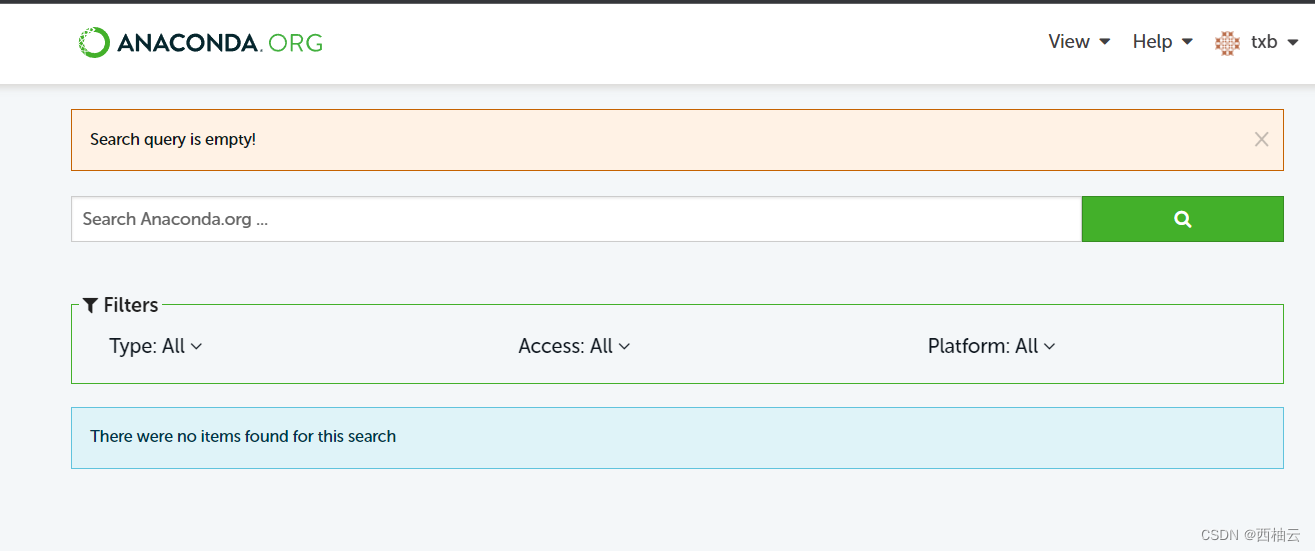 ANACONDA.ORG
View Help txb
Search query is empty!
Search Anaconda.org ...
Filters
Type: All Access: All Platform: All
There were no items found for this search
CSDN @西柚云